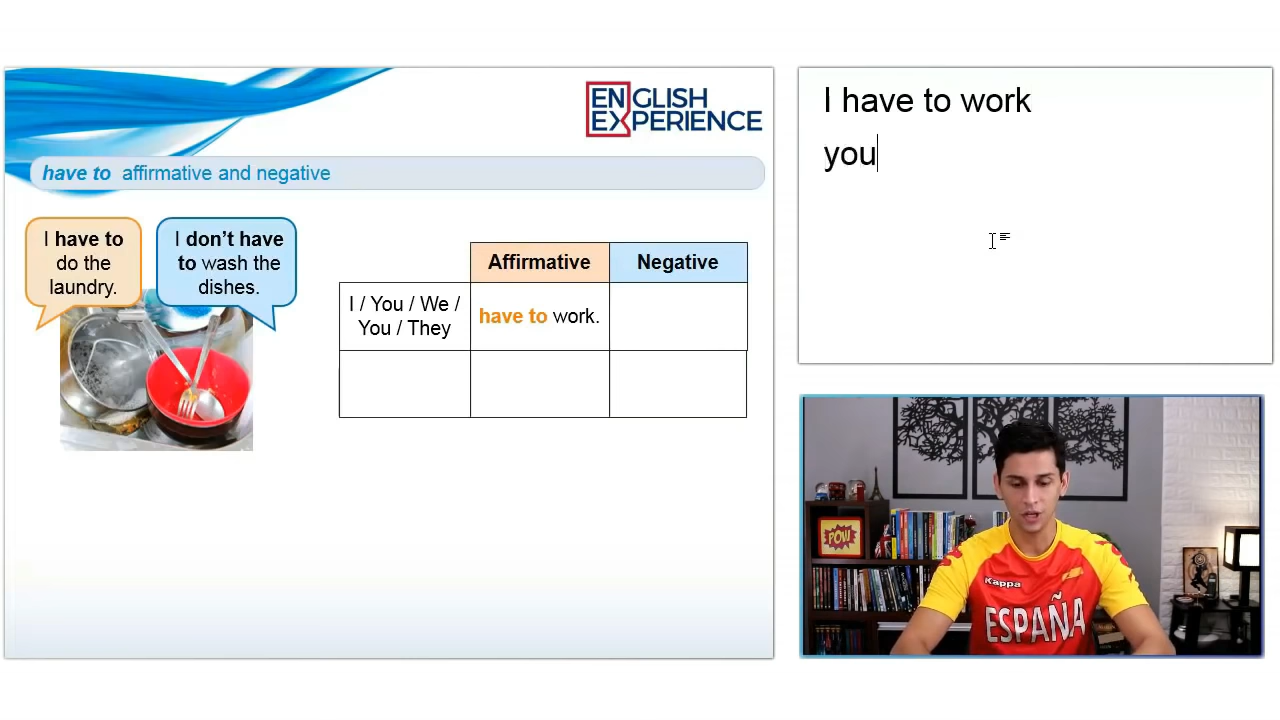 ENGLISH
EXPERIENCE
have to affirmative and negative
I have to
do the
laundry.
I don't have
to wash the
dishes.
Affirmative
Negative
I / You / We /
You / They
have to work.
I have to work
you
POW
Kappa
ESPAÑA